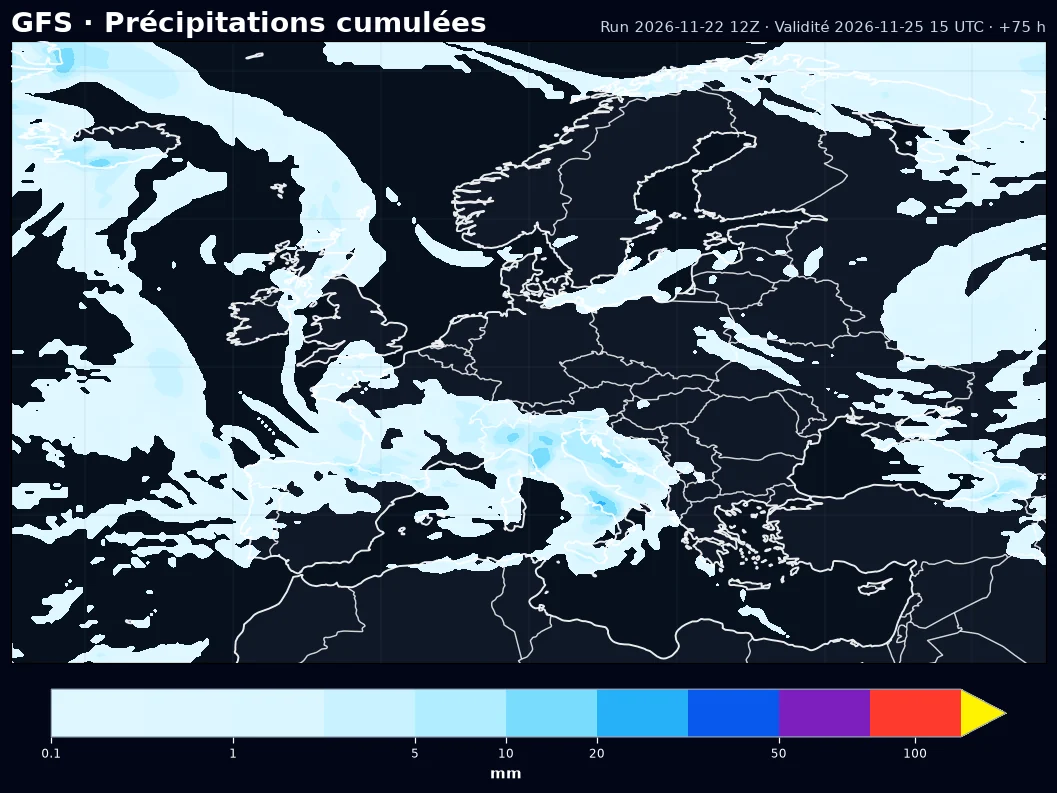 GFS · Précipitations cumulées
Run 2026-11-22 12Z · Validité 2026-11-25 15 UTC · +75 h
0.1 1 5 10 20 50 100
mm